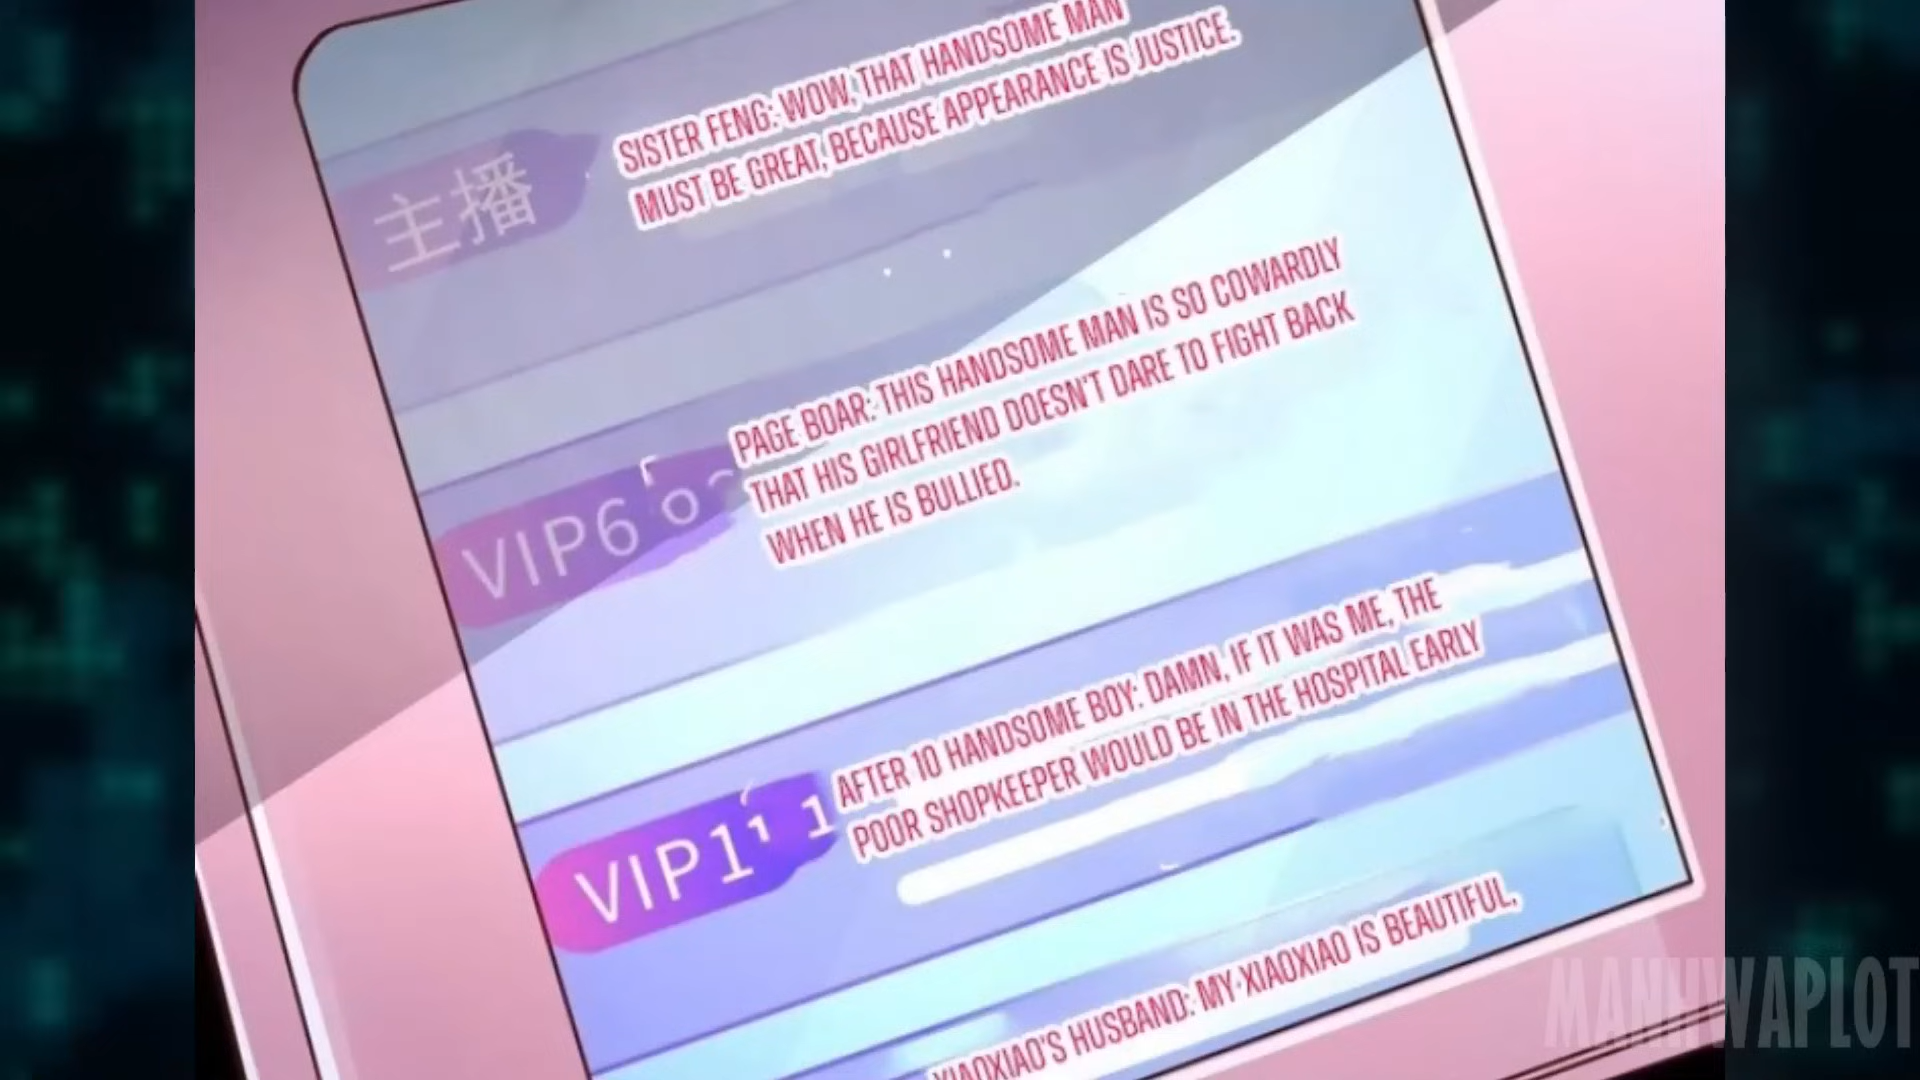 SISTER FENG: WOW, THAT HANDSOME MAN
MUST BE GREAT, BECAUSE APPEARANCE IS JUSTICE.
主播
PAGE BOAR: THIS HANDSOME MAN IS SO COWARDLY
THAT HIS GIRLFRIEND DOESN'T DARE TO FIGHT BACK
WHEN HE IS BULLIED.
VIP6
AFTER 10 HANDSOME BOY: DAMN, IF IT WAS ME, THE
POOR SHOPKEEPER WOULD BE IN THE HOSPITAL EARLY
VIP11 1
XIAOXIAO'S HUSBAND: MY XIAOXIAO IS BEAUTIFUL,
MANHWAPLOT